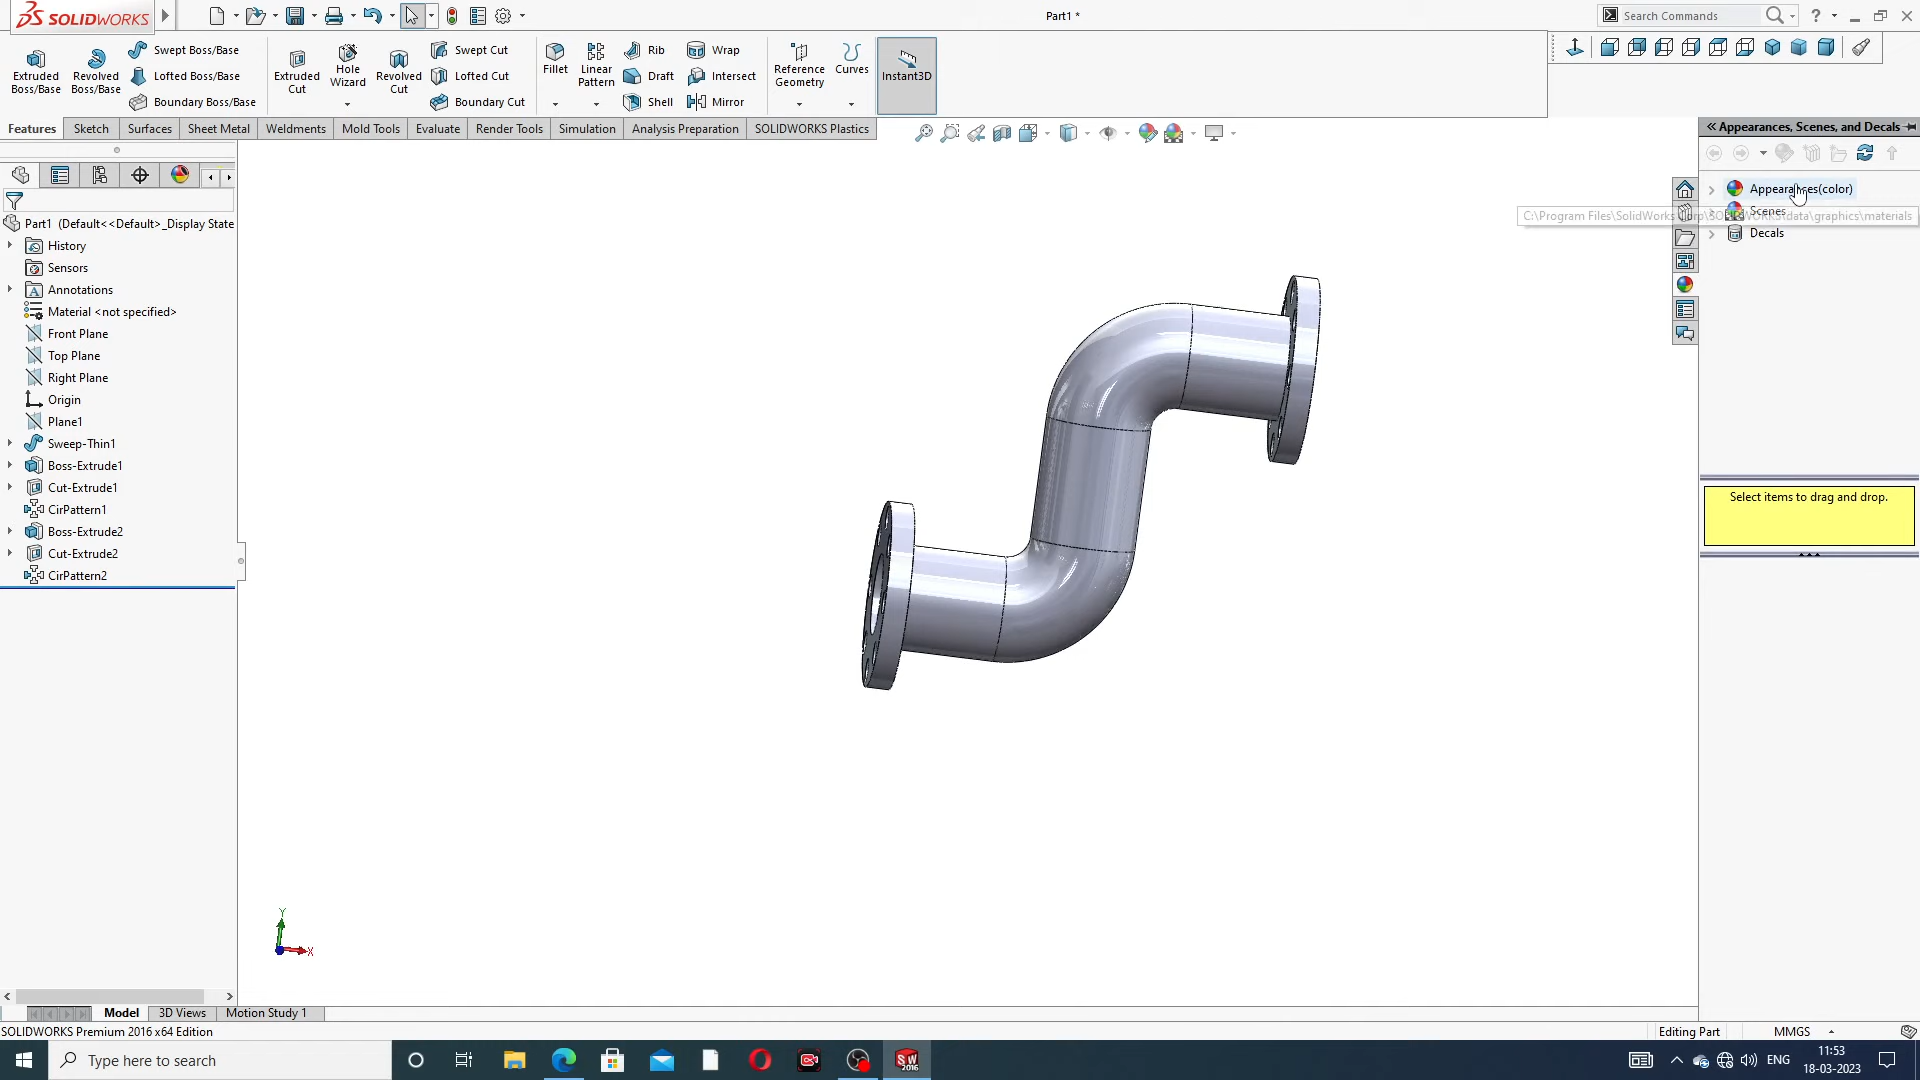 SOLIDWORKS
Part1 *
Search Commands
Extruded Boss/Base
Revolved Boss/Base
Swept Boss/Base
Lofted Boss/Base
Boundary Boss/Base
Extruded Cut
Hole Wizard
Revolved Cut
Swept Cut
Lofted Cut
Boundary Cut
Fillet
Linear Pattern
Rib
Draft
Shell
Wrap
Intersect
Mirror
Reference Geometry
Curves
Instant3D
Features
Sketch
Surfaces
Sheet Metal
Weldments
Mold Tools
Evaluate
Render Tools
Simulation
Analysis Preparation
SOLIDWORKS Plastics
Appearances, Scenes, and Decals
Appearances(color)
Scenes
Decals
Select items to drag and drop.
Part1 (Default<<Default>_Display State
History
Sensors
Annotations
Material <not specified>
Front Plane
Top Plane
Right Plane
Origin
Plane1
Sweep-Thin1
Boss-Extrude1
Cut-Extrude1
CirPattern1
Boss-Extrude2
Cut-Extrude2
CirPattern2
Y
X
Model
3D Views
Motion Study 1
SOLIDWORKS Premium 2016 x64 Edition
Editing Part
MMGS
Type here to search
ENG
11:53
18-03-2023